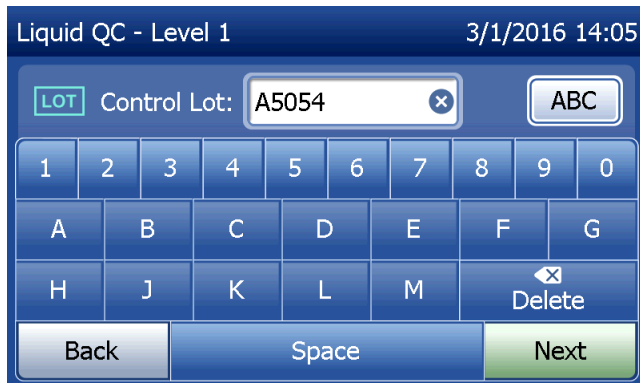 Liquid QC - Level 1 3/1/2016 14:05
LOT Control Lot: A5054 ABC
1 2 3 4 5 6 7 8 9 0
A B C D E F G
H J K L M Delete
Back Space Next